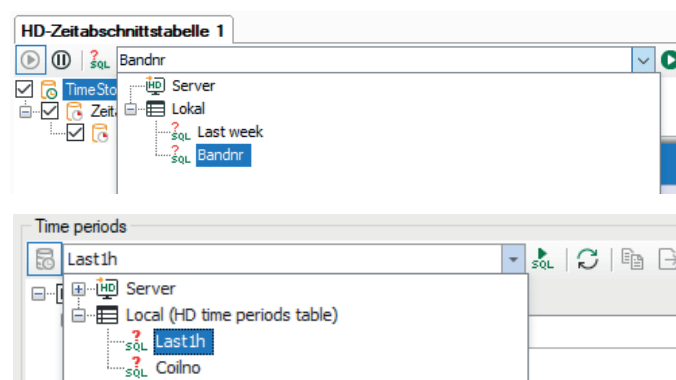 HD-Zeitabschnittstabelle 1
? SQL Bandnr
TimeSto HD Server
Zeit Lokal
? SQL Last week
? SQL Bandnr
Time periods
Last1h SQL
HD Server
Local (HD time periods table)
? SQL Last1h
? SQL Coilno